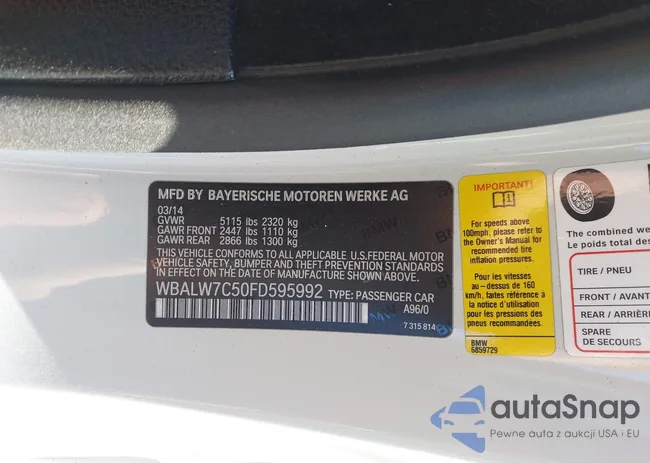 MFD BY BAYERISCHE MOTOREN WERKE AG
03/14
GVWR 5115 lbs 2320 kg
GAWR FRONT 2447 lbs 1110 kg
GAWR REAR 2866 lbs 1300 kg
THIS VEHICLE CONFORMS TO ALL APPLICABLE U.S.FEDERAL MOTOR
VEHICLE SAFETY, BUMPER AND THEFT PREVENTION STANDARDS
IN EFFECT ON THE DATE OF MANUFACTURE SHOWN ABOVE.
WBALW7C50FD595992 TYPE: PASSENGER CAR
A96/0
7 315 814
IMPORTANT!
For speeds above
100mph, please refer to
the Owner's Manual for
recommended tire
inflation pressures.
Pour les vitesses
au - dessus de 160
km/h, faites référence à
la notice d'utilisation
pour les pressions des
pneus recommandées.
BMW
6859729
The combined we
Le poids total des
TIRE / PNEU
FRONT / AVANT
REAR / ARRIÈRE
SPARE
DE SECOURS
autaSnap
Pewne auta z aukcji USA i EU